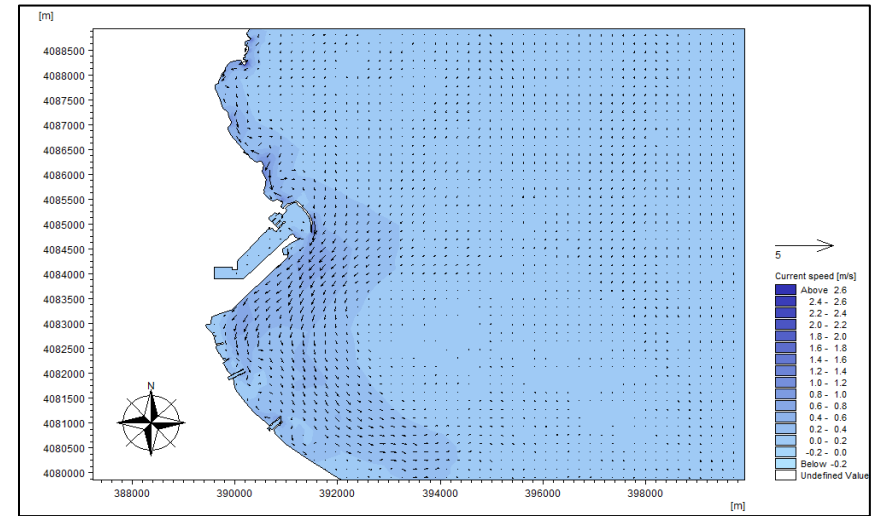 [m]
4088500
4088000
4087500
4087000
4086500
4086000
4085500
4085000
4084500
4084000
4083500
4083000
4082500
4082000
4081500
4081000
4080500
4080000
388000 390000 392000 394000 396000 398000
[m]
N
5
Current speed [m/s]
Above 2.6
2.4 - 2.6
2.2 - 2.4
2.0 - 2.2
1.8 - 2.0
1.6 - 1.8
1.4 - 1.6
1.2 - 1.4
1.0 - 1.2
0.8 - 1.0
0.6 - 0.8
0.4 - 0.6
0.2 - 0.4
0.0 - 0.2
-0.2 - 0.0
Below -0.2
Undefined Value